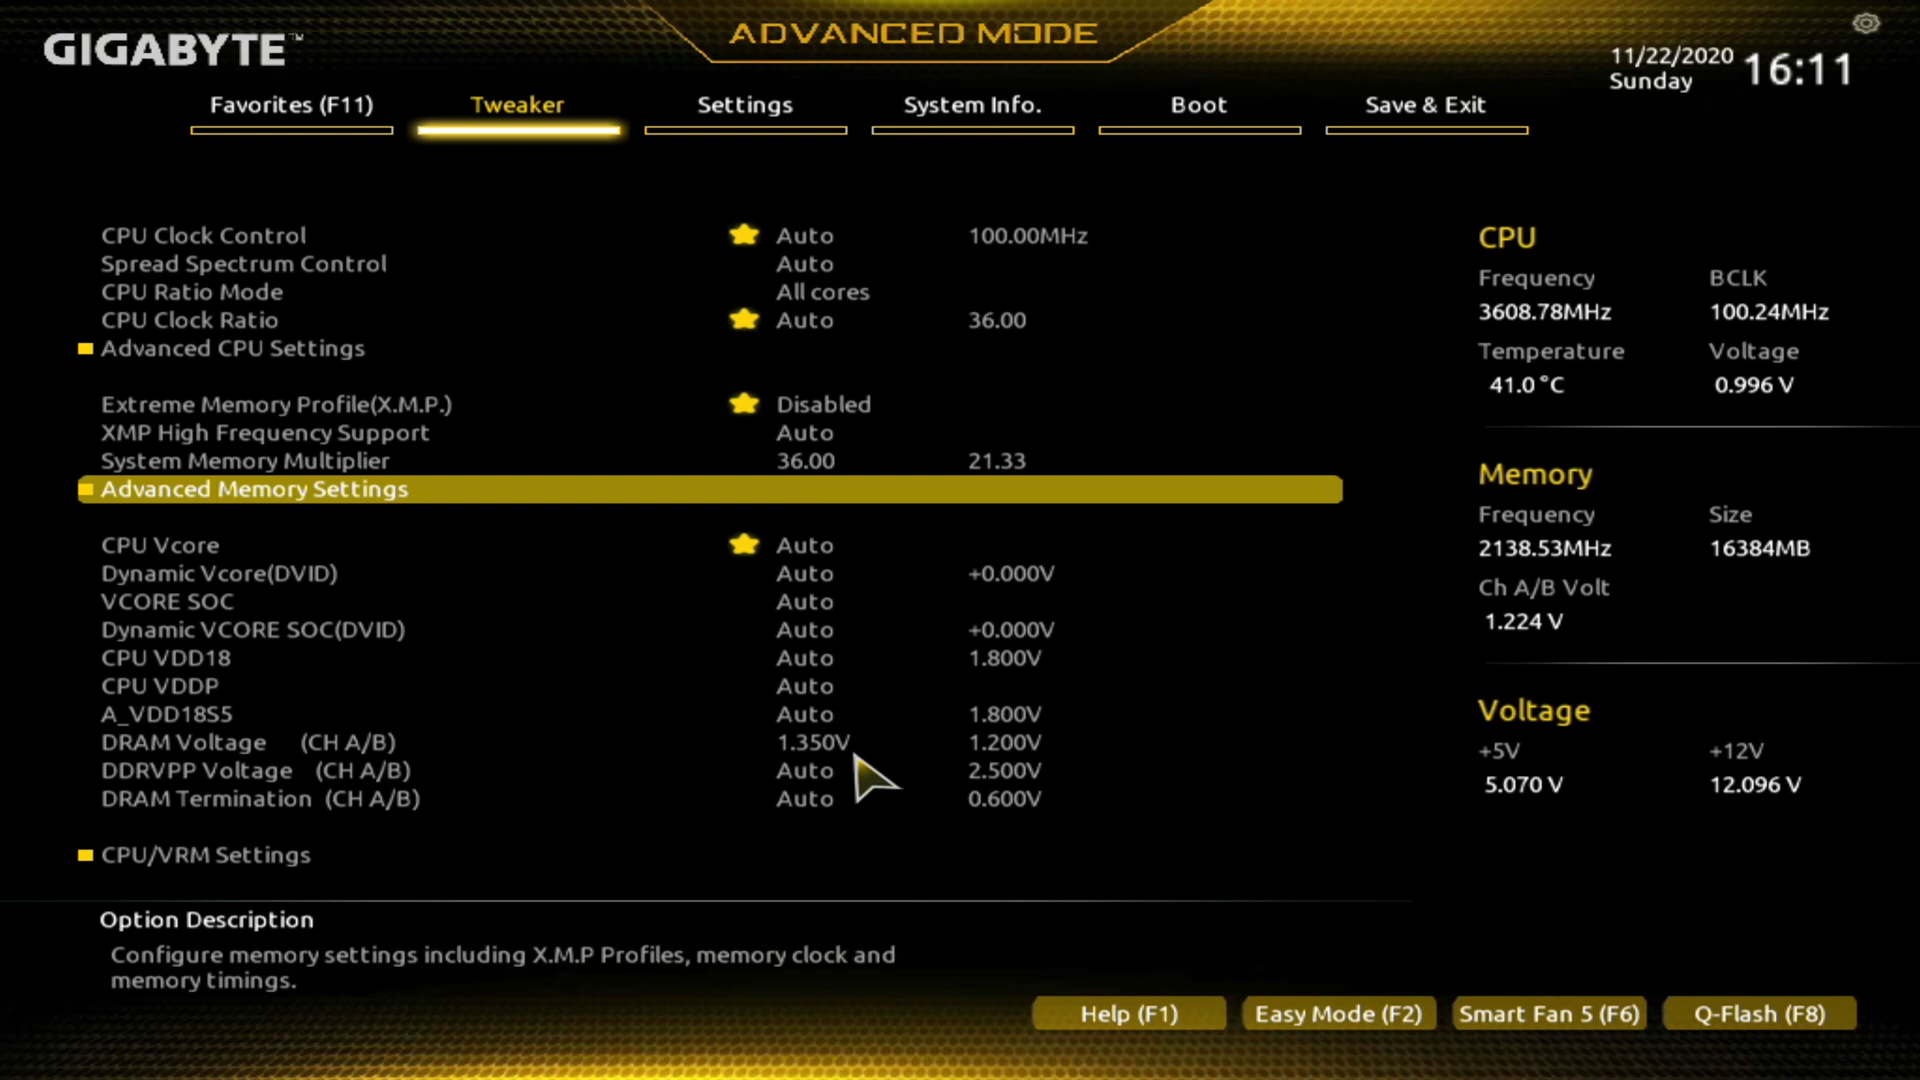 GIGABYTE™
ADVANCED MODE
11/22/2020
Sunday
16:11
Favorites (F11) Tweaker Settings System Info. Boot Save & Exit
CPU Clock Control Auto 100.00MHz
Spread Spectrum Control Auto
CPU Ratio Mode All cores
CPU Clock Ratio Auto 36.00
Advanced CPU Settings
Extreme Memory Profile(X.M.P.) Disabled
XMP High Frequency Support Auto
System Memory Multiplier 36.00 21.33
Advanced Memory Settings
CPU Vcore Auto
Dynamic Vcore(DVID) Auto +0.000V
VCORE SOC Auto
Dynamic VCORE SOC(DVID) Auto +0.000V
CPU VDD18 Auto 1.800V
CPU VDDP Auto
A_VDD18S5 Auto 1.800V
DRAM Voltage (CH A/B) 1.350V 1.200V
DDRVPP Voltage (CH A/B) Auto 2.500V
DRAM Termination (CH A/B) Auto 0.600V
CPU/VRM Settings
CPU
Frequency BCLK
3608.78MHz 100.24MHz
Temperature Voltage
41.0 °C 0.996 V
Memory
Frequency Size
2138.53MHz 16384MB
Ch A/B Volt
1.224 V
Voltage
+5V +12V
5.070 V 12.096 V
Option Description
Configure memory settings including X.M.P Profiles, memory clock and
memory timings.
Help (F1) Easy Mode (F2) Smart Fan 5 (F6) Q-Flash (F8)